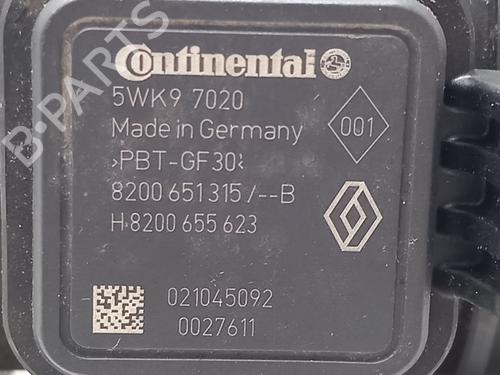 Continental
5WK9 7020
Made in Germany
001
>PBT-GF30<
8200 651 315/--B
H 8200 655 623
021045092
0027611
B-PARTS